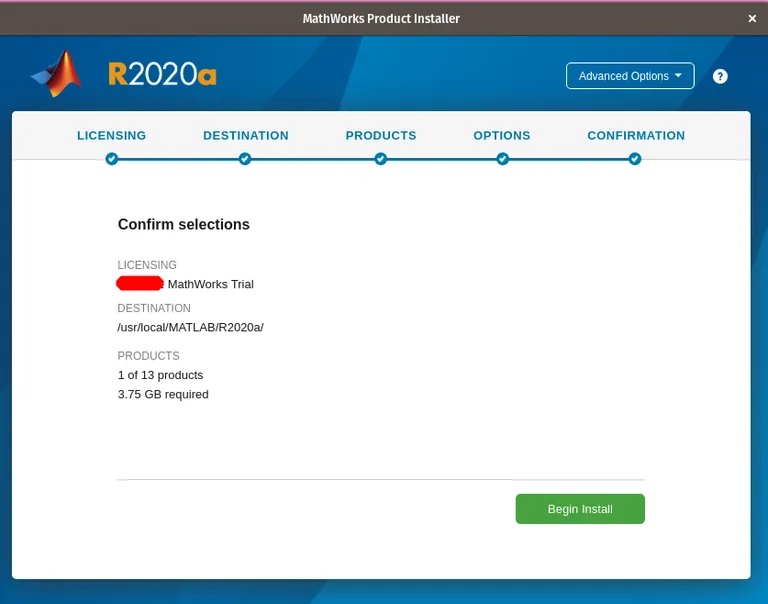 MathWorks Product Installer
×
R2020a
Advanced Options
?
LICENSING DESTINATION PRODUCTS OPTIONS CONFIRMATION
Confirm selections
LICENSING
MathWorks Trial
DESTINATION
/usr/local/MATLAB/R2020a/
PRODUCTS
1 of 13 products
3.75 GB required
Begin Install